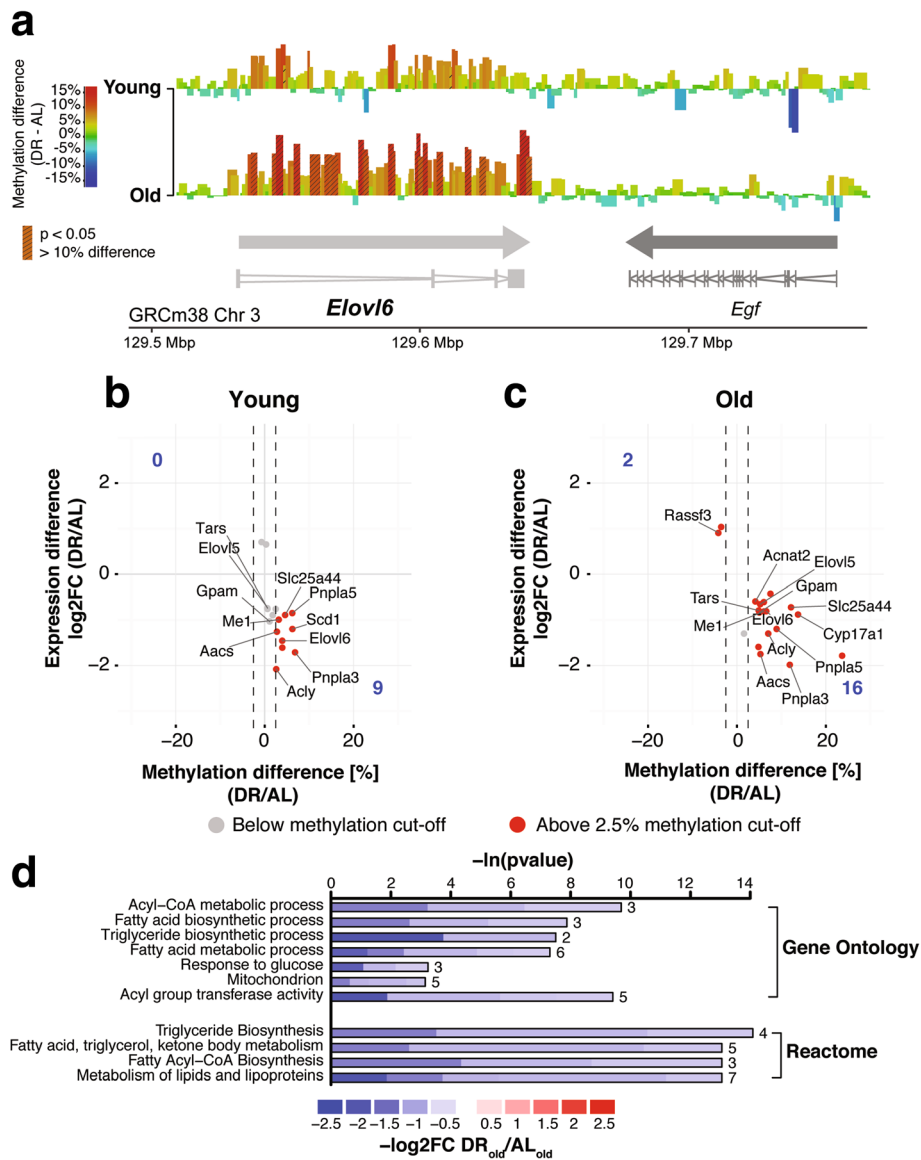 a
Methylation difference
(DR - AL)
15%
10%
5%
0%
-5%
-10%
-15%
Young
Old
p < 0.05
> 10% difference
Elovl6
Egf
GRCm38 Chr 3
129.5 Mbp
129.6 Mbp
129.7 Mbp
b
Young
0
Expression difference
log2FC (DR/AL)
2
0
−2
Tars
Elovl5
Gpam
Slc25a44
Pnpla5
Me1
Scd1
Elovl6
Aacs
Pnpla3
Acly
9
−20
0
20
Methylation difference [%]
(DR/AL)
c
Old
2
Expression difference
log2FC (DR/AL)
2
0
−2
Rassf3
Acnat2
Elovl5
Gpam
Tars
Slc25a44
Me1
Elovl6
Cyp17a1
Acly
Pnpla5
Aacs
Pnpla3
16
−20
0
20
Methylation difference [%]
(DR/AL)
Below methylation cut-off
Above 2.5% methylation cut-off
d
−ln(pvalue)
0 2 4 6 8 10 12 14
Acyl−CoA metabolic process 3
Fatty acid biosynthetic process 3
Triglyceride biosynthetic process 2
Fatty acid metabolic process 6
Response to glucose 3
Mitochondrion 5
Acyl group transferase activity 5
Gene Ontology
Triglyceride Biosynthesis 4
Fatty acid, triglycerol, ketone body metabolism 5
Fatty Acyl−CoA Biosynthesis 3
Metabolism of lipids and lipoproteins 7
Reactome
−2.5 −2 −1.5 −1 −0.5 0.5 1 1.5 2 2.5
−log2FC DRold/ALold